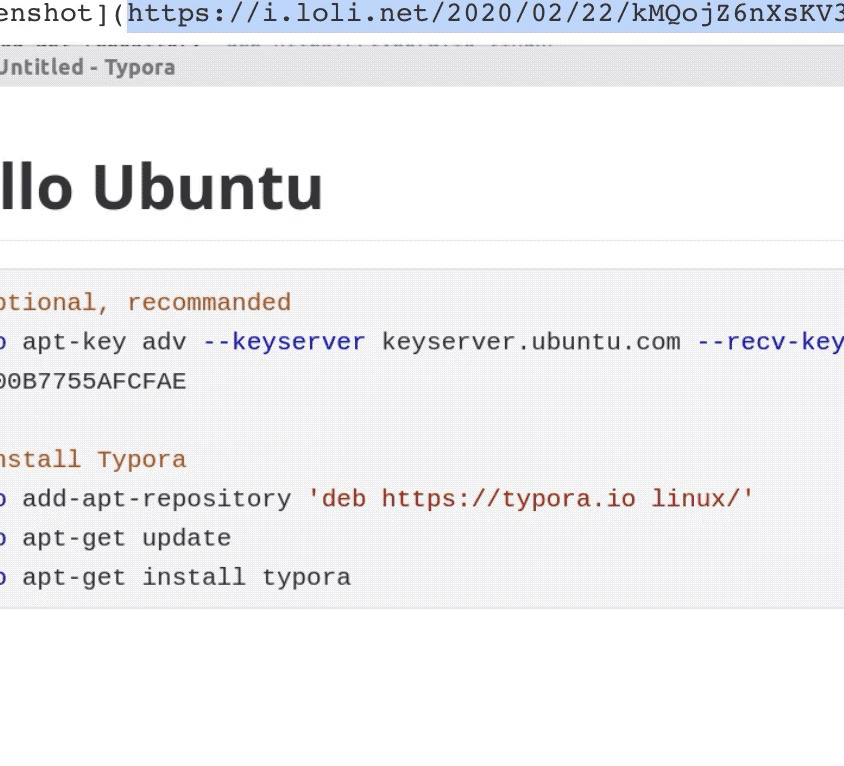 enshot](https://i.loli.net/2020/02/22/kMQojZ6nXsKV3
Untitled - Typora
llo Ubuntu
ptional, recommanded
o apt-key adv --keyserver keyserver.ubuntu.com --recv-key
00B7755AFCFAE
nstall Typora
o add-apt-repository 'deb https://typora.io linux/'
o apt-get update
o apt-get install typora